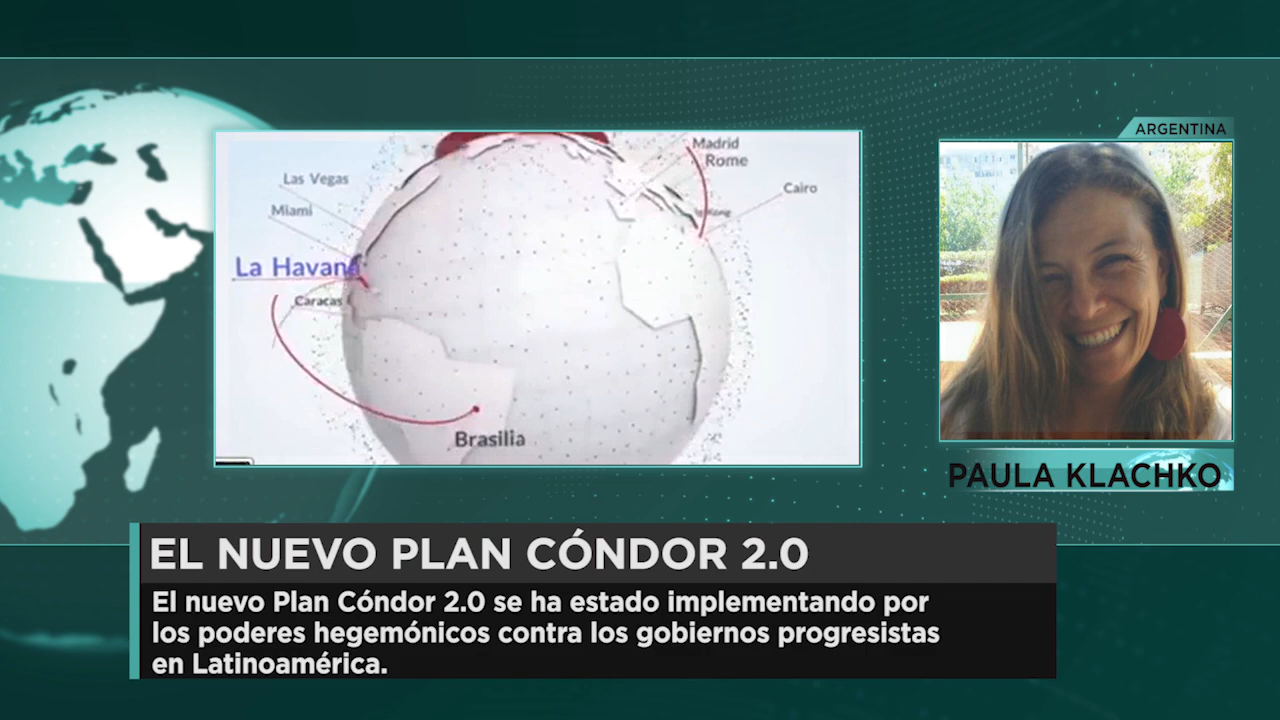 ARGENTINA
Madrid
Rome
Las Vegas
Cairo
Miami
La Havana
Caracas
Brasilia
PAULA KLACHKO
EL NUEVO PLAN CÓNDOR 2.0
El nuevo Plan Cóndor 2.0 se ha estado implementando por
los poderes hegemónicos contra los gobiernos progresistas
en Latinoamérica.